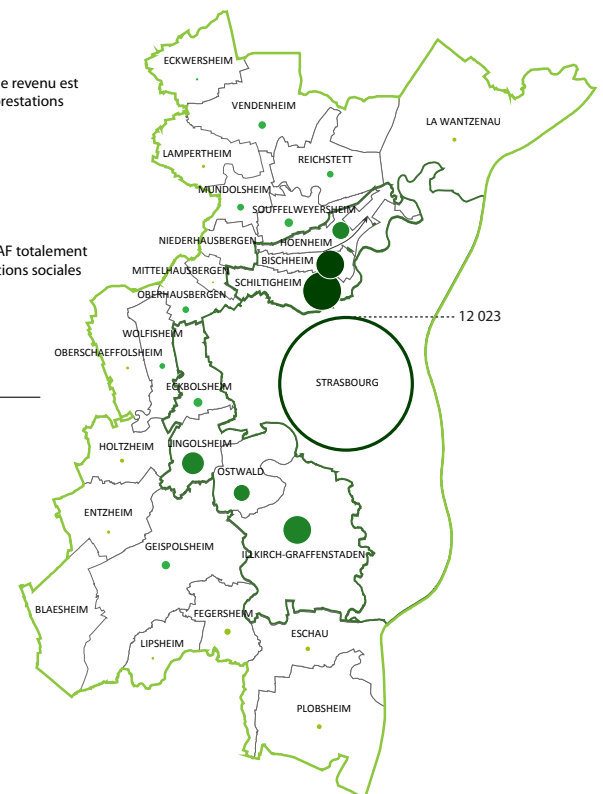 e revenu est
restations
AF totalement
tions sociales
ECKWERSHEIM
VENDENHEIM
LA WANTZENAU
LAMPERTHEIM
REICHSTETT
MUNDOLSHEIM
SOUFFELWEYERSHEIM
NIEDERHAUSBERGEN
HOENHEIM
BISCHHEIM
MITTELHAUSBERGEN
SCHILTIGHEIM
OBERHAUSBERGEN
12 023
WOLFISHEIM
OBERSCHAEFFOLSHEIM
STRASBOURG
ECKBOLSHEIM
HOLTZHEIM
LINGOLSHEIM
OSTWALD
ENTZHEIM
GEISPOLSHEIM
ILLKIRCH-GRAFFENSTADEN
BLAESHEIM
FEGERSHEIM
ESCHAU
LIPSHEIM
PLOBSHEIM